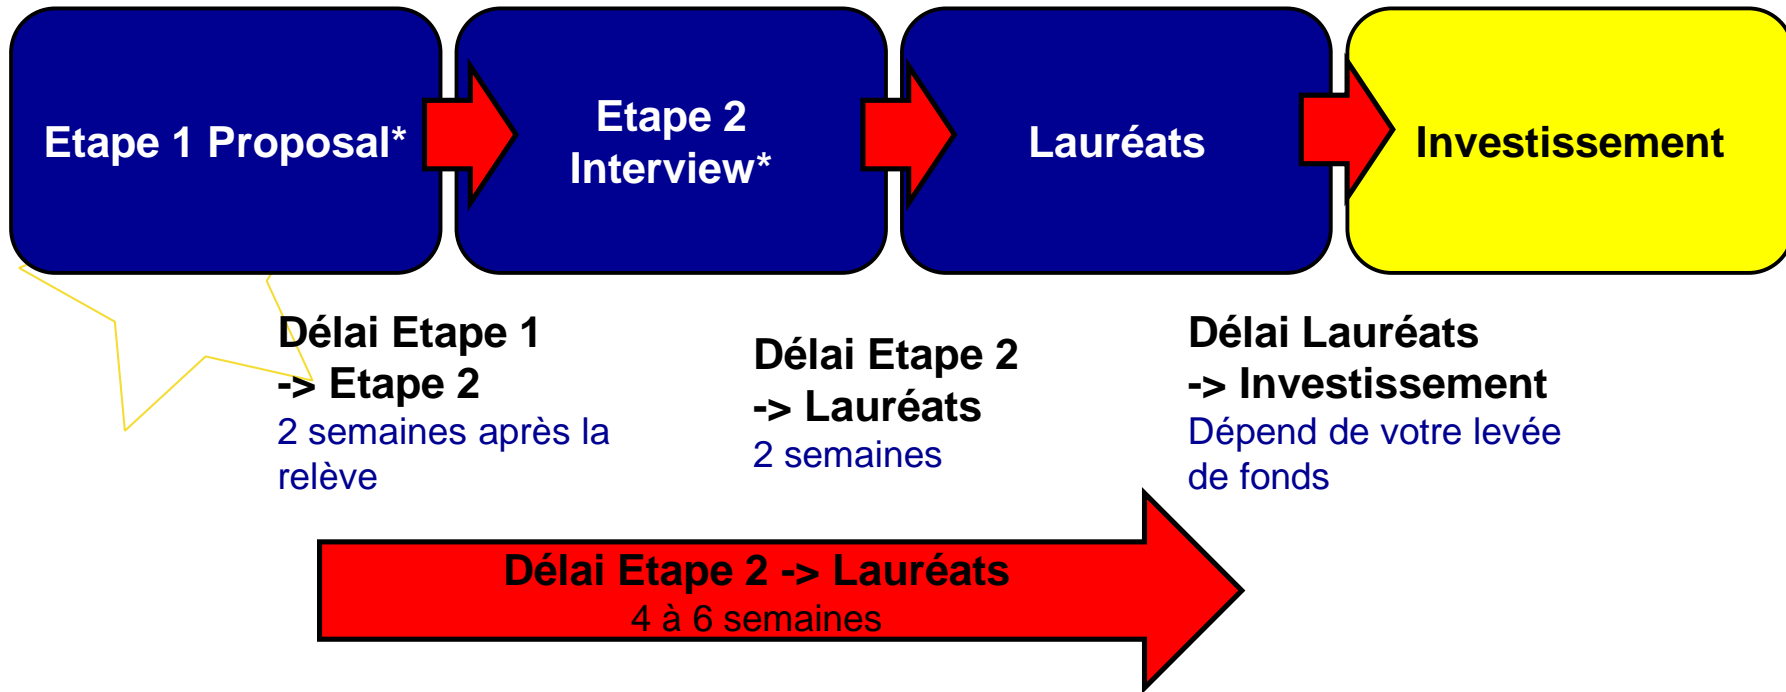 Etape 1 Proposal*
Etape 2
Interview*
Lauréats
Investissement
Délai Etape 1
-> Etape 2
2 semaines après la
relève
Délai Etape 2
-> Lauréats
2 semaines
Délai Lauréats
-> Investissement
Dépend de votre levée
de fonds
Délai Etape 2 -> Lauréats
4 à 6 semaines